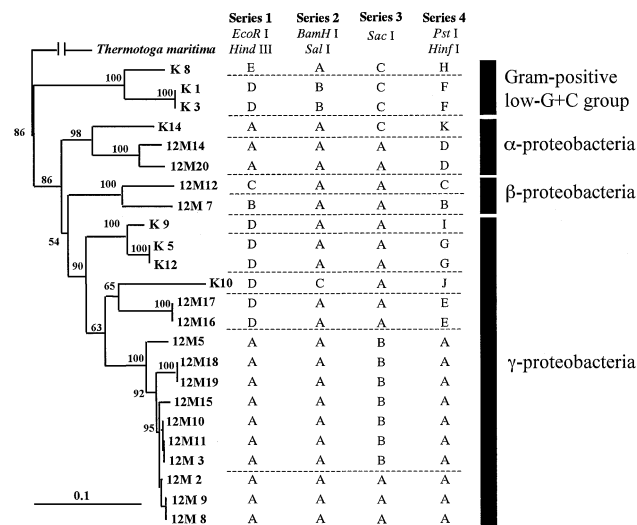 Series 1 Series 2 Series 3 Series 4
EcoR I BamH I Sac I Pst I
Hind III Sal I Hinf I
Thermotoga maritima
K 8 E A C H
100
K 1 D B C F
100
K 3 D B C F
Gram-positive
low-G+C group
86
K14 A A C K
98
12M14 A A A D
100
12M20 A A A D
α-proteobacteria
86
12M12 C A A C
100
12M 7 B A A B
β-proteobacteria
54
K 9 D A A I
100
K 5 D A A G
100
K12 D A A G
90
K10 D C A J
65
12M17 D A A E
100
12M16 D A A E
63
12M5 A A B A
100
12M18 A A B A
100
12M19 A A B A
92
12M15 A A B A
12M10 A A B A
95
12M11 A A B A
12M 3 A A B A
12M 2 A A A A
12M 9 A A A A
12M 8 A A A A
γ-proteobacteria
0.1